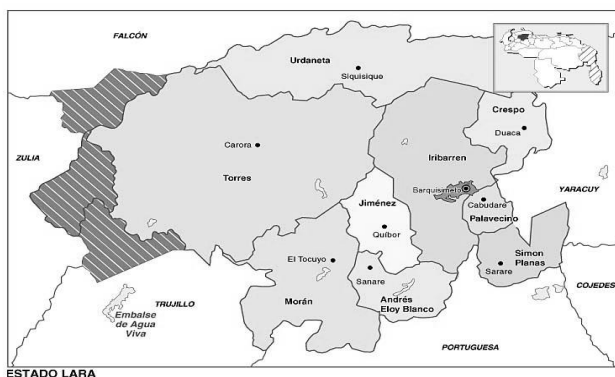 FALCÓN
Urdaneta
Siquisique
Crespo
Duaca
ZULIA
Carora
Torres
Iribarren
Barquisimeto
YARACUY
Cabudare
Palavecino
Jiménez
Quíbor
Simon
Planas
Sarare
El Tocuyo
Sanare
Morán
Andrés
Eloy Blanco
COJEDES
TRUJILLO
Embalse de Agua
Viva
PORTUGUESA
ESTADO LARA